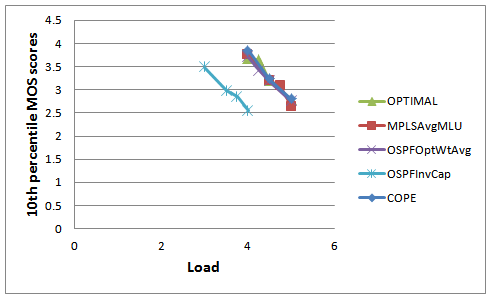 4.5
4
3.5
3
2.5
2
1.5
1
0.5
0
0 2 4 6
10th percentile MOS scores
Load
OPTIMAL
MPLSAvgMLU
OSPFOptWtAvg
OSPFInvCap
COPE